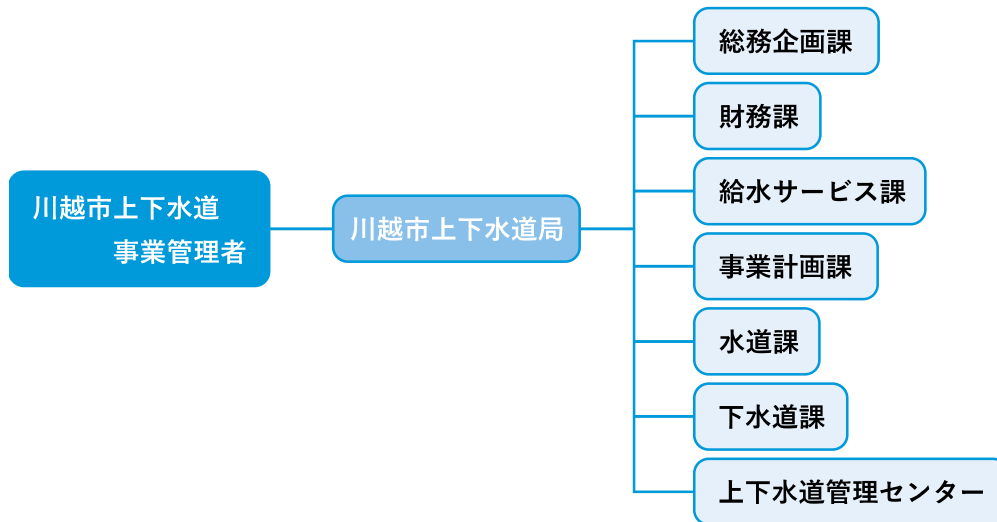 川越市上下水道
事業管理者
川越市上下水道局
総務企画課
財務課
給水サービス課
事業計画課
水道課
下水道課
上下水道管理センター